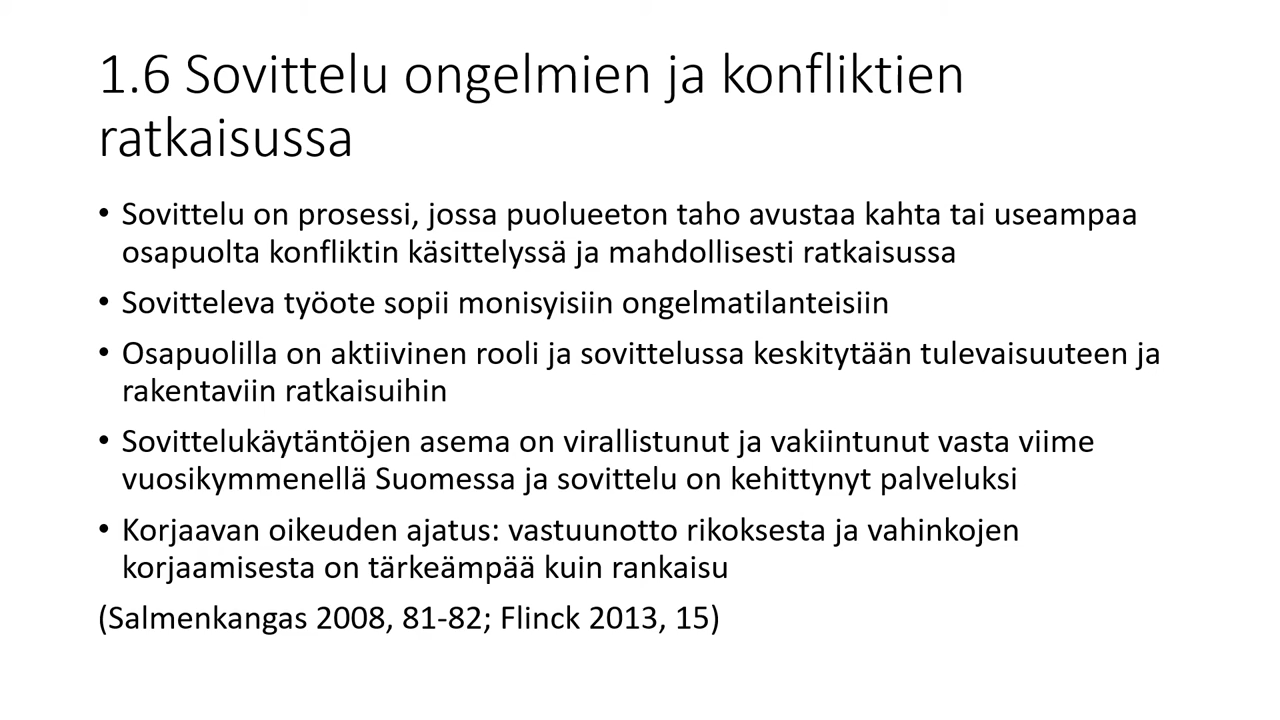 1.6 Sovittelu ongelmien ja konfliktien
ratkaisussa
• Sovittelu on prosessi, jossa puolueeton taho avustaa kahta tai useampaa
osapuolta konfliktin käsittelyssä ja mahdollisesti ratkaisussa
• Sovitteleva työote sopii monisyisiin ongelmatilanteisiin
• Osapuolilla on aktiivinen rooli ja sovittelussa keskitytään tulevaisuuteen ja
rakentaviin ratkaisuihin
• Sovittelukäytäntöjen asema on virallistunut ja vakiintunut vasta viime
vuosikymmenellä Suomessa ja sovittelu on kehittynyt palveluksi
• Korjaavan oikeuden ajatus: vastuunotto rikoksesta ja vahinkojen
korjaamisesta on tärkeämpää kuin rankaisu
(Salmenkangas 2008, 81-82; Flinck 2013, 15)